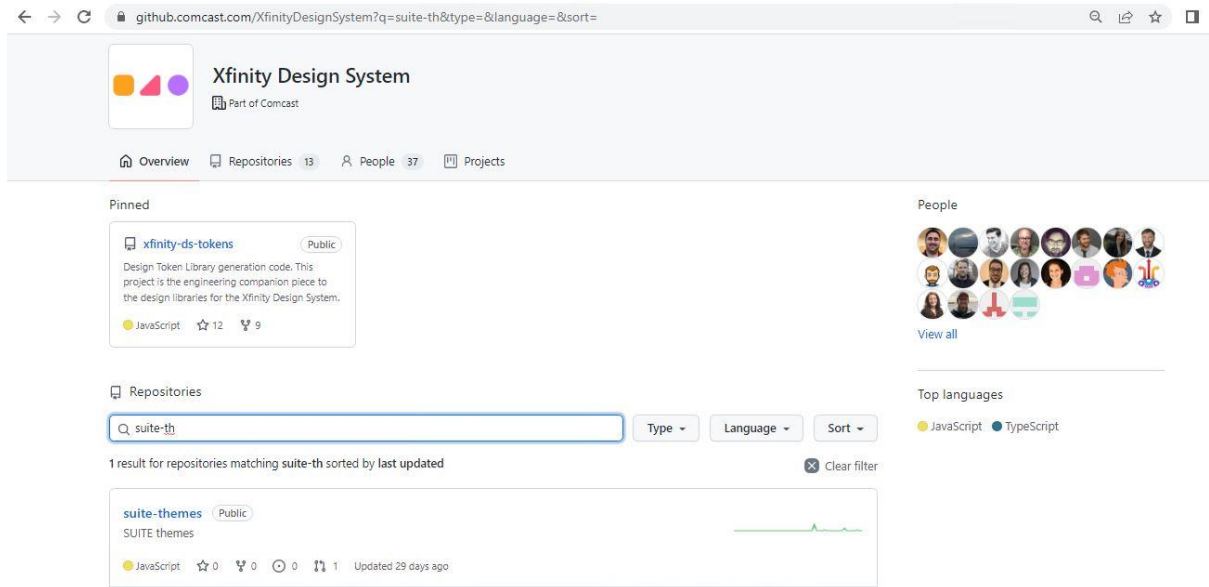 github.comcast.com/XfinityDesignSystem?q=suite-th&type=&language=&sort=
Xfinity Design System
Part of Comcast
Overview Repositories 13 People 37 Projects
Pinned
xfinity-ds-tokens Public
Design Token Library generation code. This
project is the engineering companion piece to
the design libraries for the Xfinity Design System.
JavaScript 12 9
Repositories
suite-th Type Language Sort
1 result for repositories matching suite-th sorted by last updated Clear filter
suite-themes Public
SUITE themes
JavaScript 0 0 0 1 Updated 29 days ago
People
View all
Top languages
JavaScript TypeScript